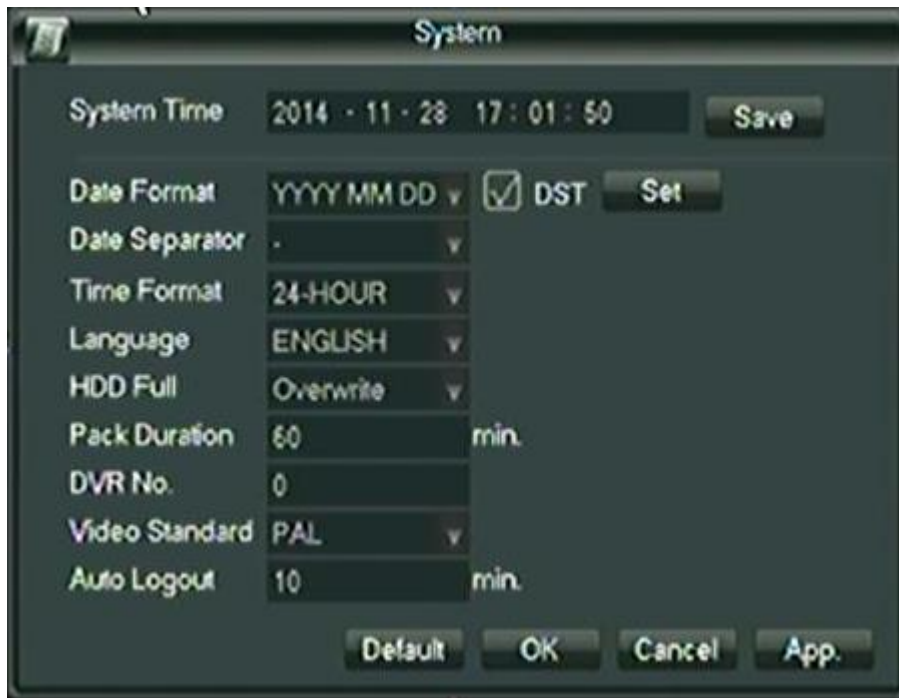 System
System Time 2014 - 11 - 28 17 : 01 : 50 Save
Date Format YYYY MM DD DST Set
Date Separator -
Time Format 24-HOUR
Language ENGLISH
HDD Full Overwrite
Pack Duration 60 min.
DVR No. 0
Video Standard PAL
Auto Logout 10 min.
Default OK Cancel App.